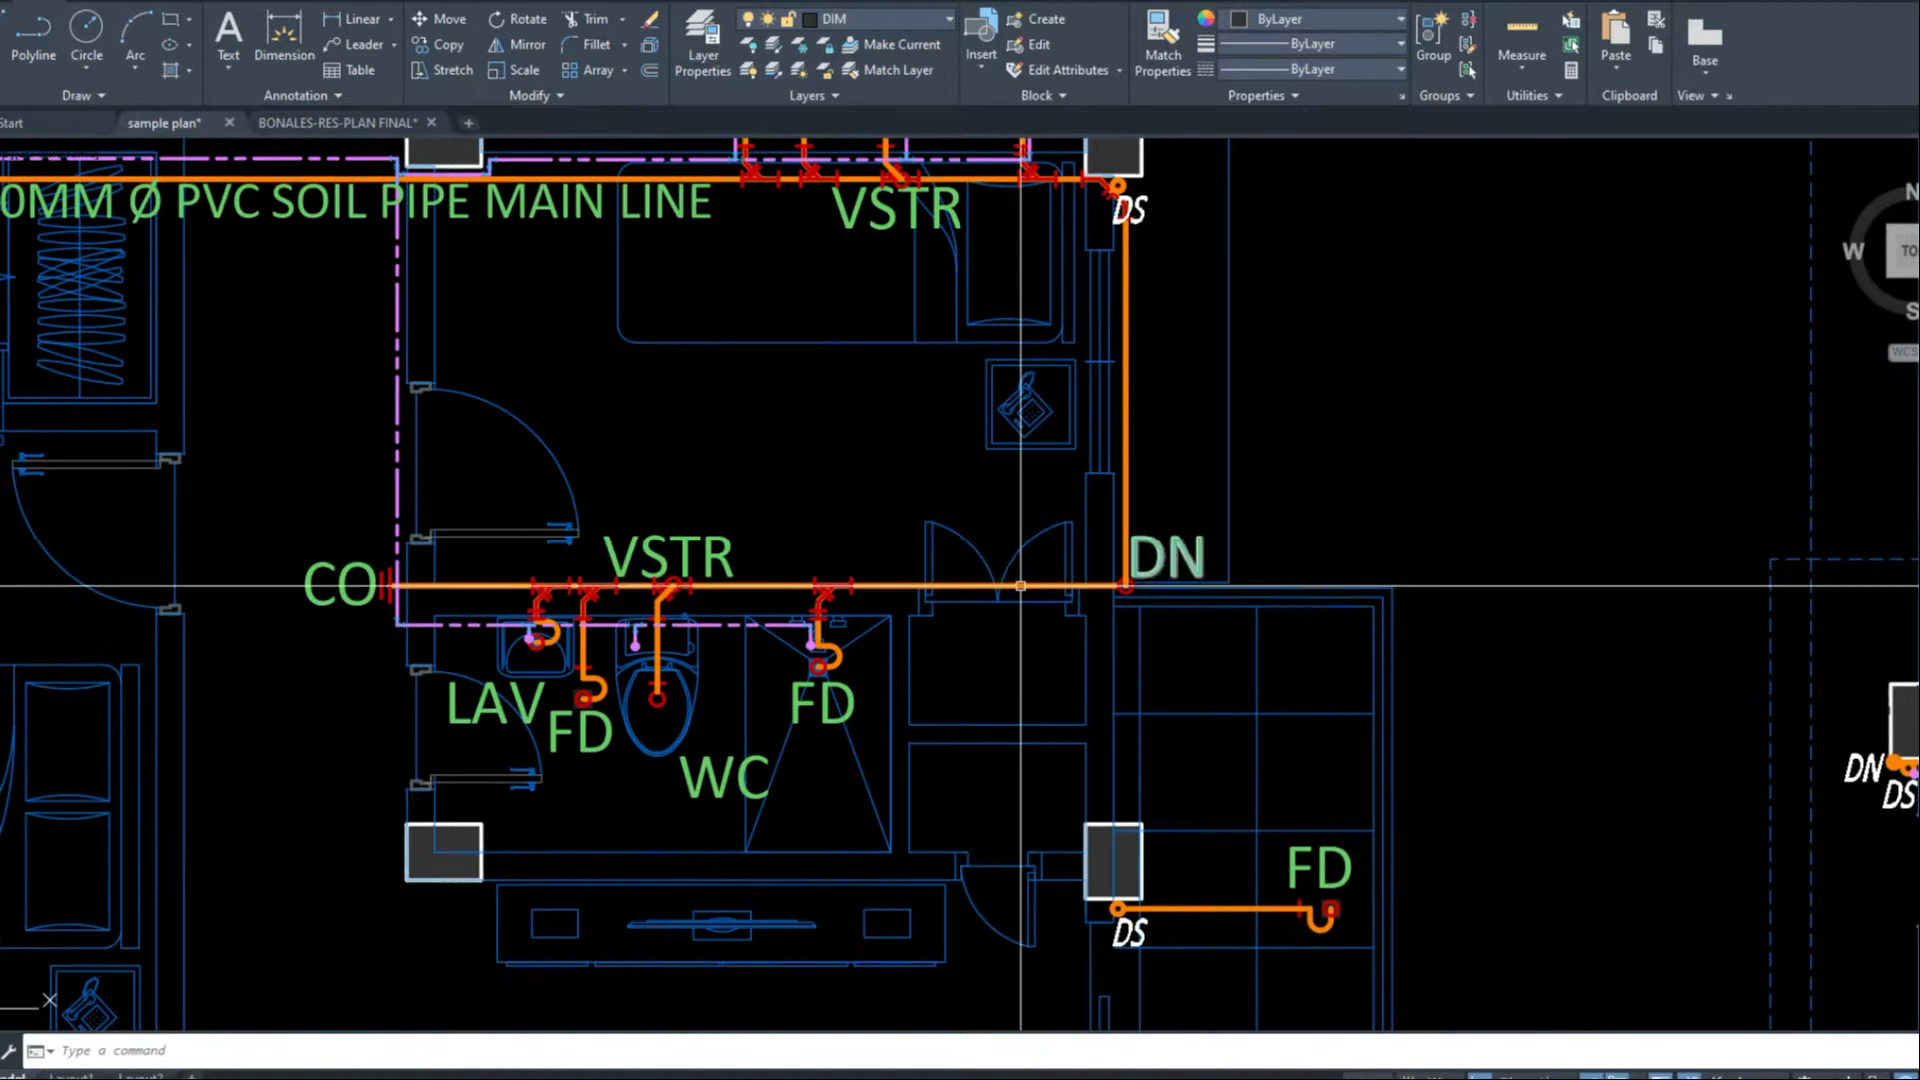 Polyline
Circle
Arc
Draw
Text
Dimension
Linear
Leader
Table
Annotation
Move
Copy
Stretch
Rotate
Mirror
Scale
Trim
Fillet
Array
Modify
Layer
Properties
DIM
Make Current
Match Layer
Layers
Insert
Create
Edit
Edit Attributes
Block
Match
Properties
ByLayer
ByLayer
ByLayer
Properties
Group
Groups
Measure
Utilities
Paste
Clipboard
Base
View
Start
sample plan*
BONALES-RES-PLAN FINAL*
0MM Ø PVC SOIL PIPE MAIN LINE
VSTR
DS
N
W
TO
S
WCS
VSTR
DN
CO
LAV
FD
FD
WC
DN
DS
FD
DS
Type a command